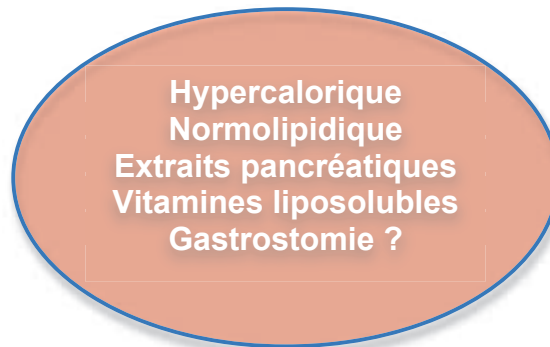 Hypercalorique
Normolipidique
Extraits pancréatiques
Vitamines liposolubles
Gastrostomie ?